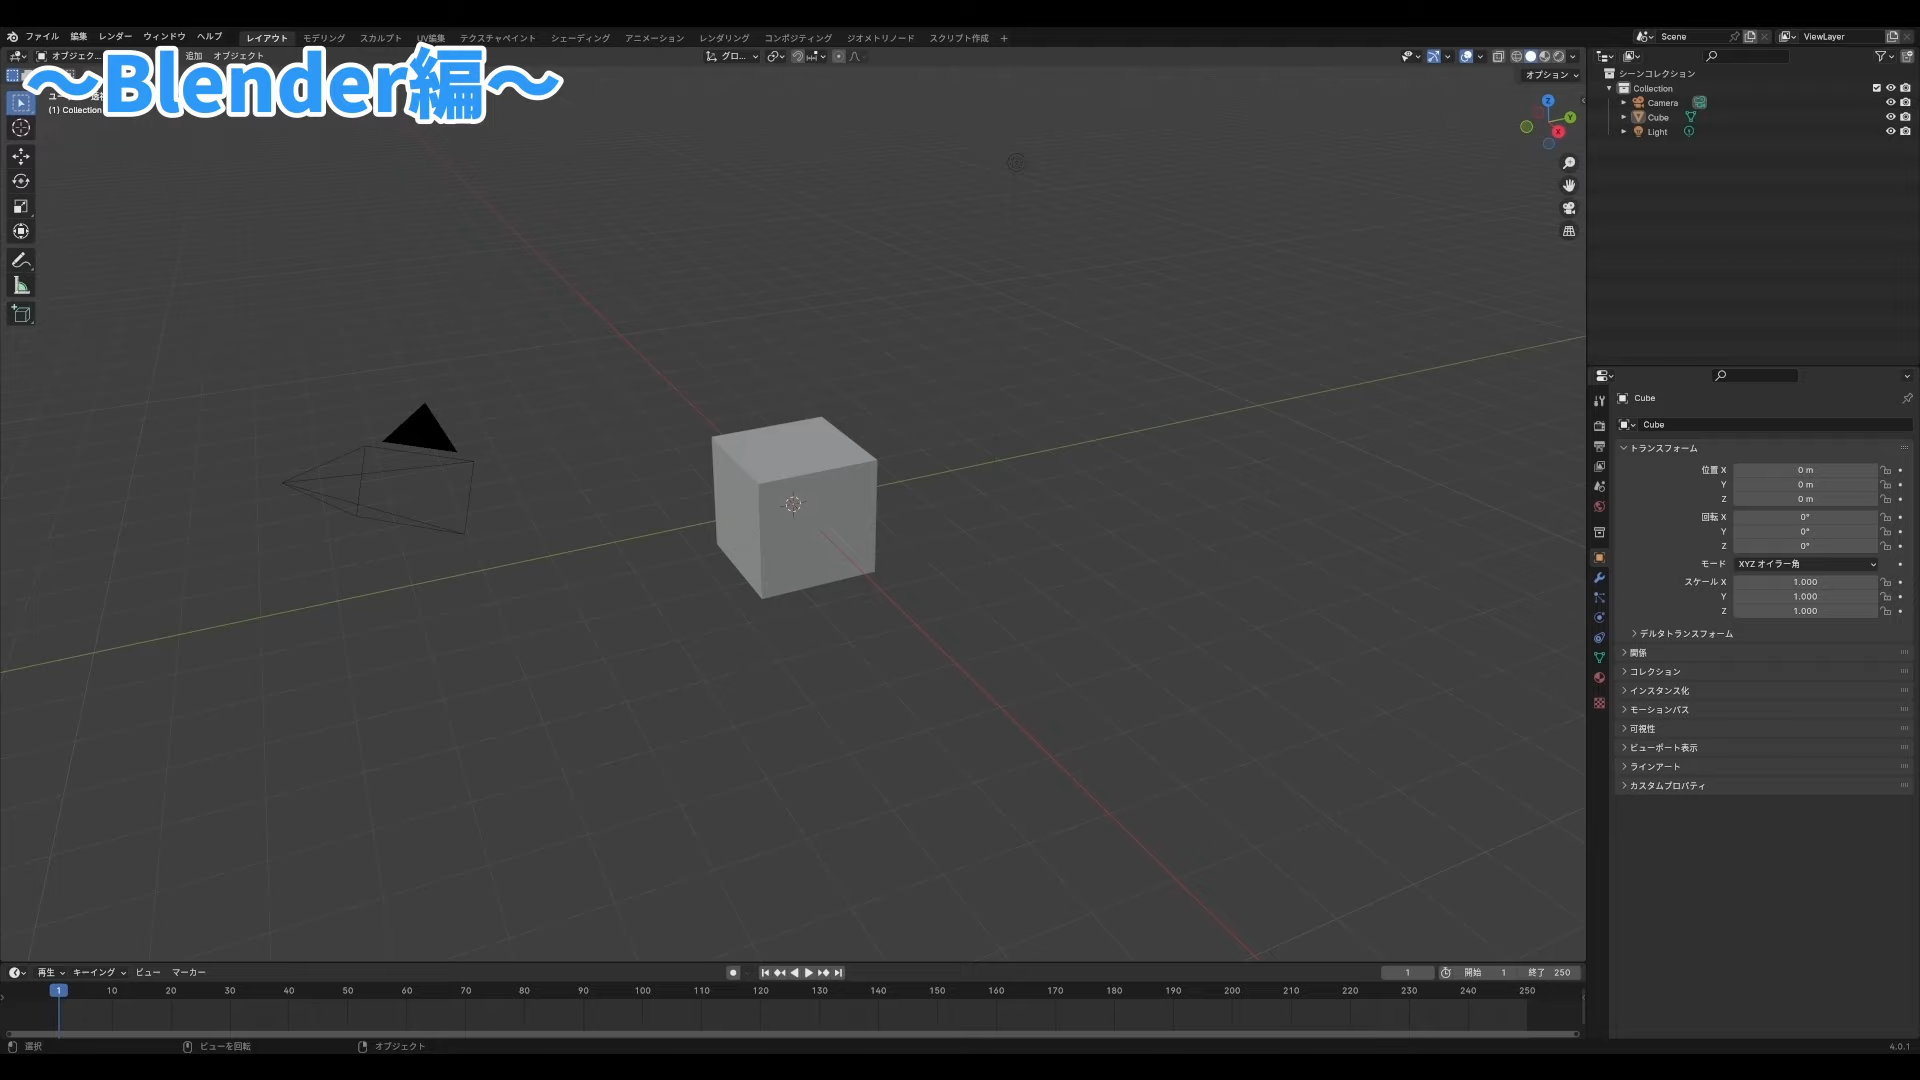 ファイル 編集 レンダー ウィンドウ ヘルプ レイアウト モデリング スカルプト UV編集 テクスチャペイント シェーディング アニメーション レンダリング コンポジティング ジオメトリノード スクリプト作成 + Scene ViewLayer
オブジェク... 追加 オブジェクト グロ...
オプション
～Blender編～
(1) Collection
Z
Y
X
シーンコレクション
Collection
Camera
Cube
Light
Cube
Cube
トランスフォーム
位置 X 0 m
Y 0 m
Z 0 m
回転 X 0°
Y 0°
Z 0°
モード XYZ オイラー角
スケール X 1.000
Y 1.000
Z 1.000
デルタトランスフォーム
関係
コレクション
インスタンス化
モーションパス
可視性
ビューポート表示
ラインアート
カスタムプロパティ
再生 キーイング ビュー マーカー 1 開始 1 終了 250
1 10 20 30 40 50 60 70 80 90 100 110 120 130 140 150 160 170 180 190 200 210 220 230 240 250
選択 ビューを回転 オブジェクト 4.0.1